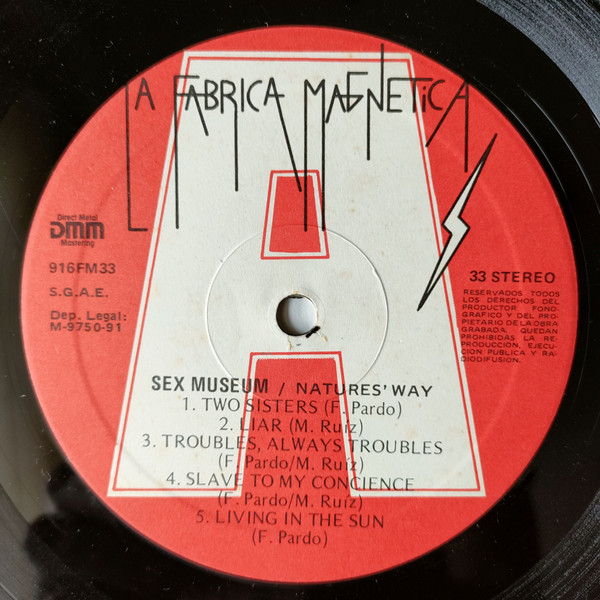 LA FABRICA MAGNETICA
Direct Metal
DMM
Mastering
916FM33
S.G.A.E.
Dep. Legal:
M-9750-91
33 STEREO
RESERVADOS TODOS
LOS DERECHOS DEL
PRODUCTOR FONO-
GRAFICO Y DEL PRO-
PIETARIO DE LA OBRA
GRABADA. QUEDAN
PROHIBIDAS LA RE-
PRODUCCION, EJECU-
CION PUBLICA Y RA-
DIODIFUSION.
SEX MUSEUM / NATURES' WAY
1. TWO SISTERS (F. Pardo)
2. LIAR (M. Ruíz)
3. TROUBLES, ALWAYS TROUBLES
(F. Pardo/M. Ruíz)
4. SLAVE TO MY CONCIENCE
(F. Pardo/M. Ruíz)
5. LIVING IN THE SUN
(F. Pardo)